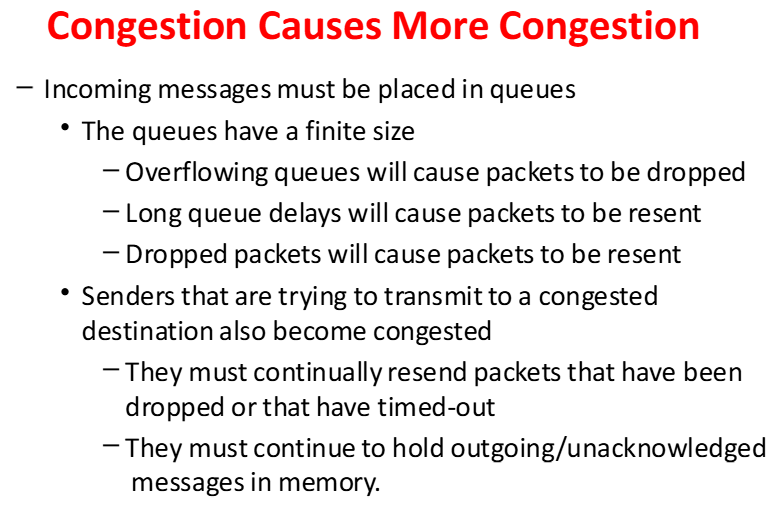 Congestion Causes More Congestion
– Incoming messages must be placed in queues
• The queues have a finite size
– Overflowing queues will cause packets to be dropped
– Long queue delays will cause packets to be resent
– Dropped packets will cause packets to be resent
• Senders that are trying to transmit to a congested
destination also become congested
– They must continually resend packets that have been
dropped or that have timed-out
– They must continue to hold outgoing/unacknowledged
messages in memory.